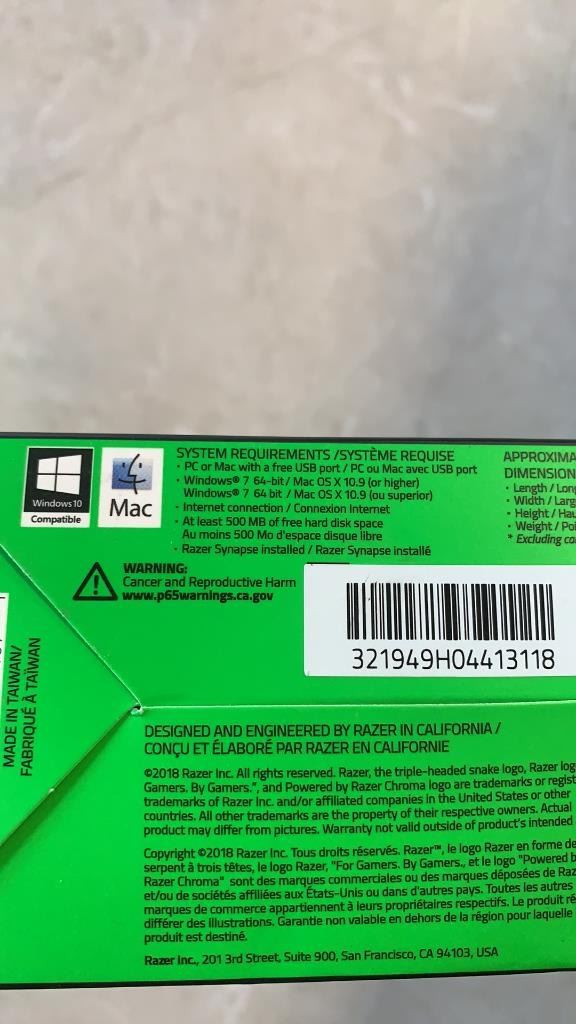 Windows 10
Compatible
Mac
SYSTEM REQUIREMENTS /SYSTÈME REQUISE
· PC or Mac with a free USB port / PC ou Mac avec USB port
· Windows® 7 64-bit/ Mac OS X 10.9 (or higher)
Windows® 7 64 bit / Mac OS X 10.9 (ou superior)
· Internet connection / Connexion Internet
· At least 500 MB of free hard disk space
Au moins 500 Mo d'espace disque libre
· Razer Synapse installed / Razer Synapse installé
DIMENSION
· Length /
· Width /
· Height /
· Weight /
* Excluding
WARNING:
Cancer and Reproductive Harm
www.p65warnings.ca.gov
321949H04413118
MADE IN TAIWAN/
FABRIQUÉ À TAÏWAN
DESIGNED AND ENGINEERED BY RAZER IN CALIFORNIA /
CONÇU ET ÉLABORÉ PAR RAZER EN CALIFORNIE
©2018 Razer Inc. All rights reserved. Razer, the triple-headed snake logo, Razer
Gamers. By Gamers.", and Powered by Razer Chroma logo are trademarks or
trademarks of Razer Inc. and/or affiliated companies in the United States or other
countries. All other trademarks are the property of their respective owners. Actual
product may differ from pictures. Warranty not valid outside of product's intended
Copyright ©2018 Razer Inc. Tous droits réservés. Razer™, le logo Razer en forme de
serpent à trois têtes, le logo Razer, "For Gamers. By Gamers., et le logo "Powered
Razer Chroma" sont des marques commerciales ou des marques déposées de
et/ou de sociétés affiliées aux États-Unis ou dans d'autres pays. Toutes les autres
marques de commerce appartiennent à leurs propriétaires respectifs. Le produit
différer des illustrations. Garantie non valable en dehors de la région pour laquelle
produit est destiné.
Razer Inc., 201 3rd Street, Suite 900, San Francisco, CA 94103, USA